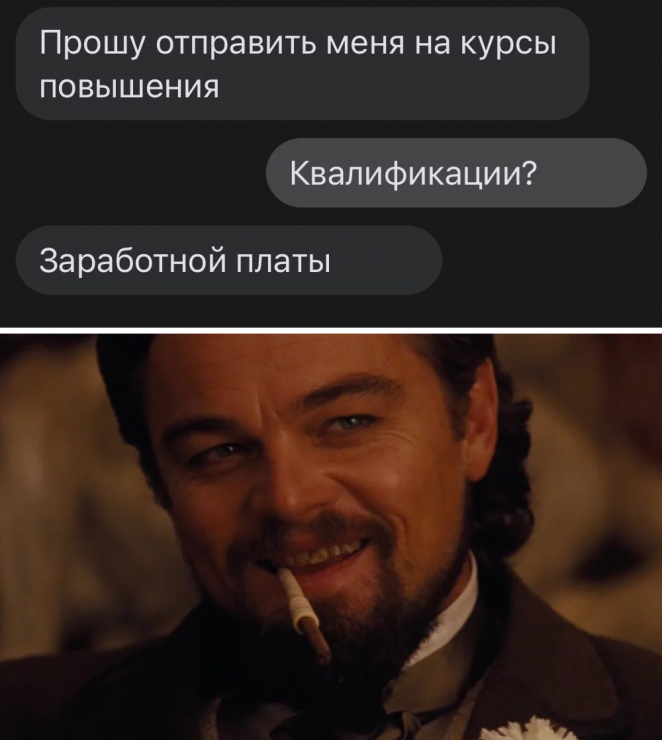 Прошу отправить меня на курсы
повышения
Квалификации?
Заработной платы